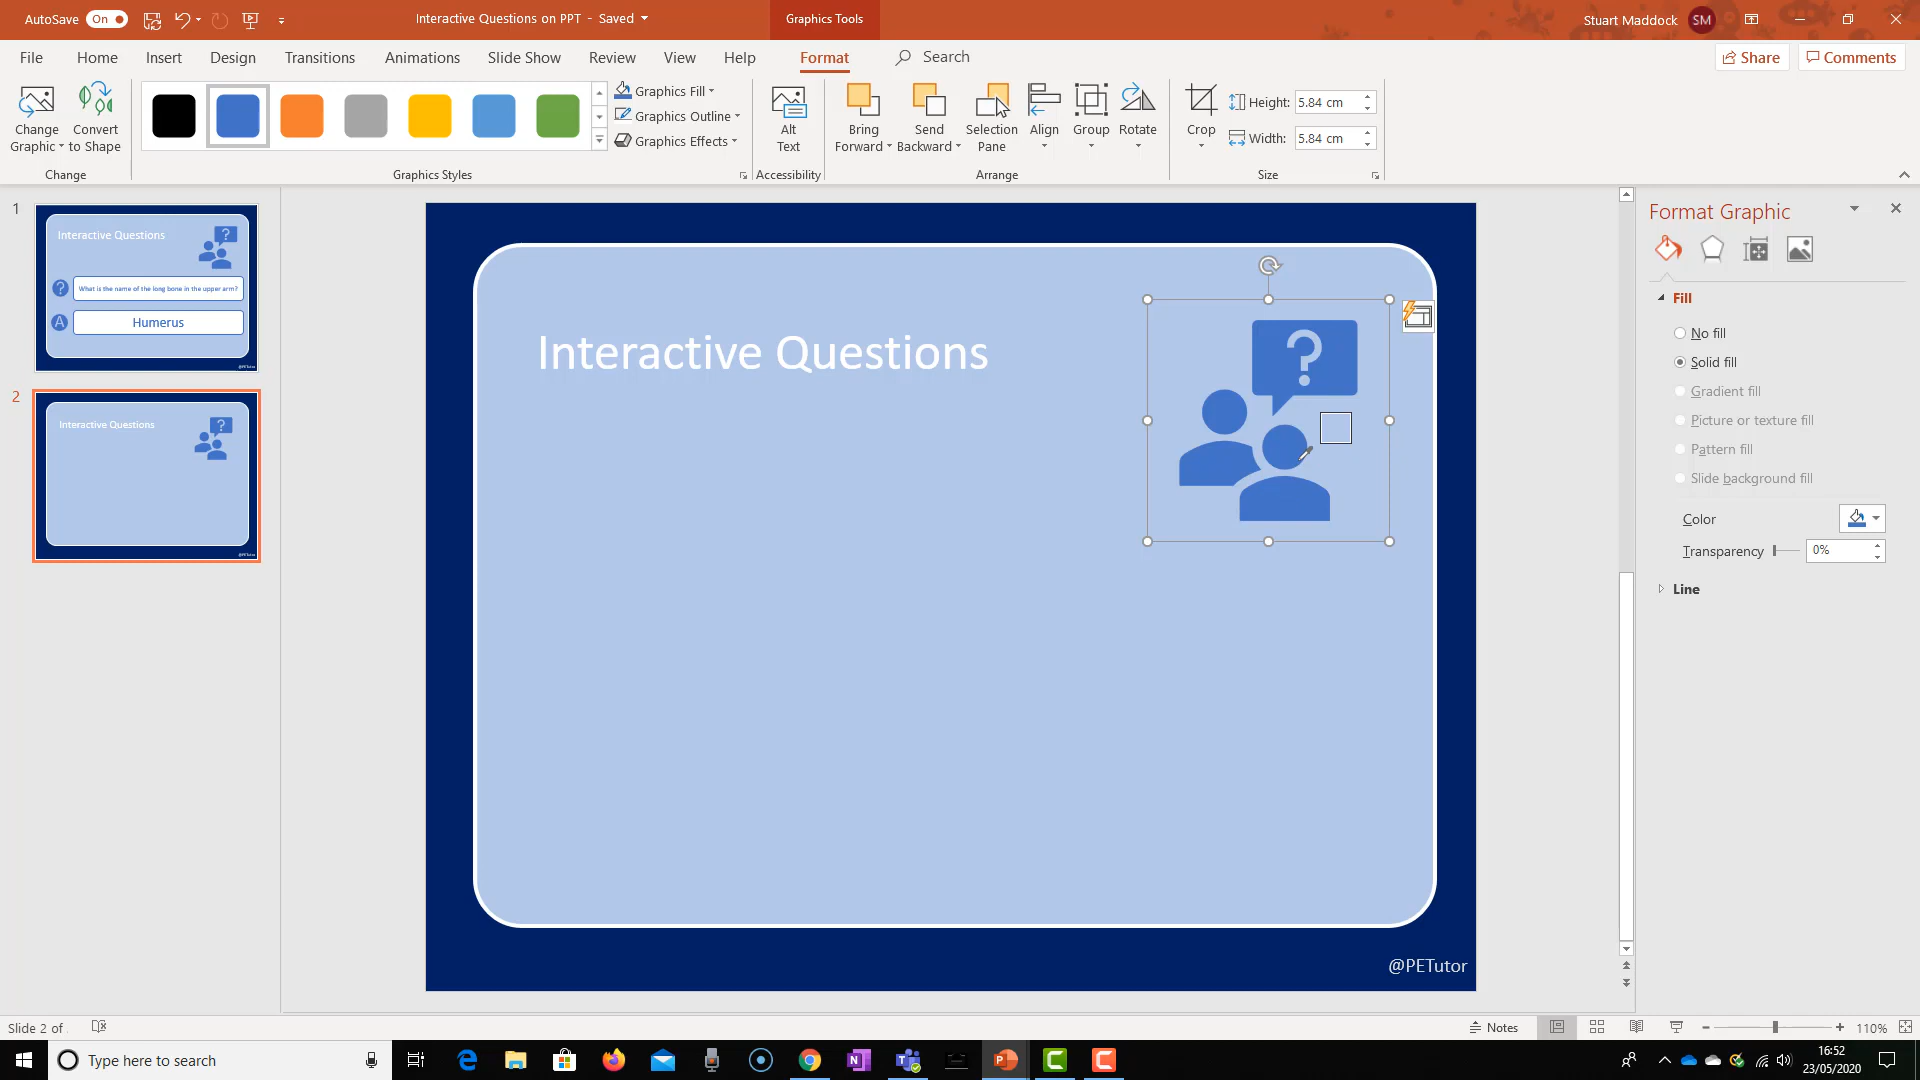 AutoSave On
Interactive Questions on PPT - Saved
Graphics Tools
Stuart Maddock SM
File Home Insert Design Transitions Animations Slide Show Review View Help Format Search
Share Comments
Change Graphic
Convert to Shape
Change
Graphics Fill
Graphics Outline
Graphics Effects
Graphics Styles
Alt Text
Accessibility
Bring Forward
Send Backward
Selection Pane
Align
Group
Rotate
Arrange
Crop
Height: 5.84 cm
Width: 5.84 cm
Size
1
Interactive Questions
?
? What is the name of the long bone in the upper arm?
A Humerus
@PETutor
2
Interactive Questions
?
@PETutor
Interactive Questions
?
@PETutor
Format Graphic
Fill
No fill
Solid fill
Gradient fill
Picture or texture fill
Pattern fill
Slide background fill
Color
Transparency 0%
Line
Slide 2 of
Notes
110%
Type here to search
16:52
23/05/2020